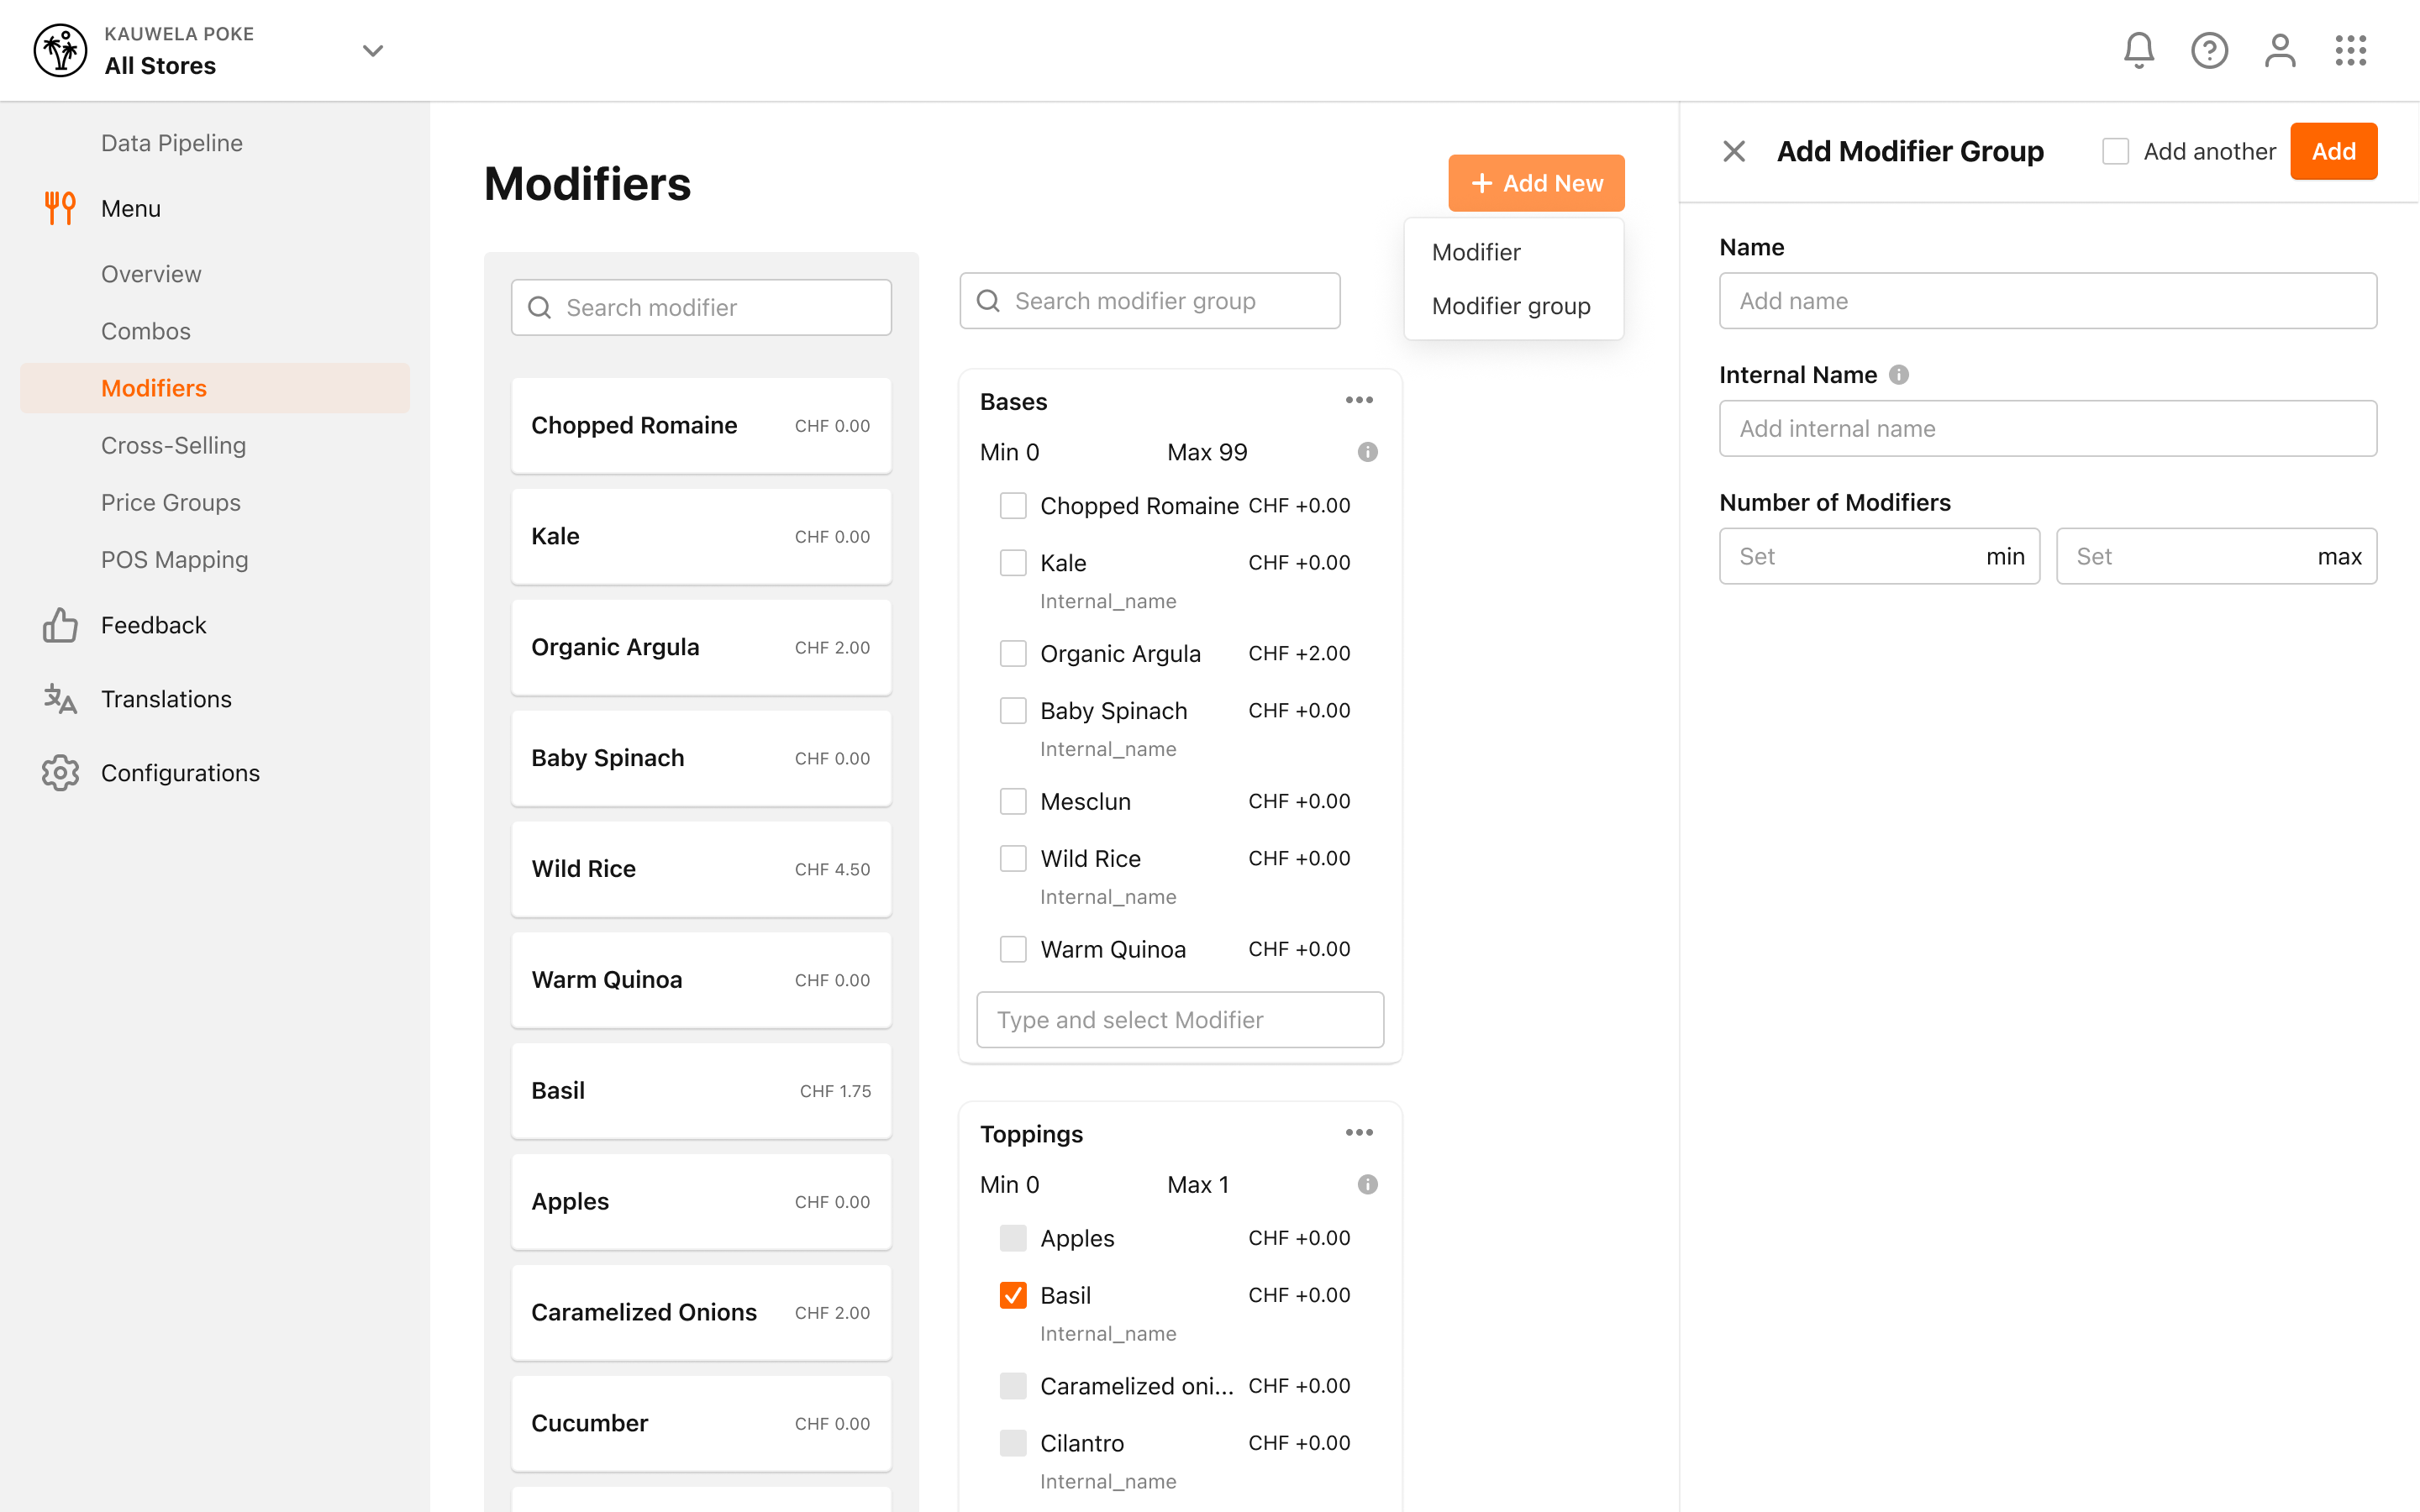 KAUWELA POKE
All Stores
Data Pipeline
Menu
Overview
Combos
Modifiers
Cross-Selling
Price Groups
POS Mapping
Feedback
Translations
Configurations
Modifiers
+ Add New
Modifier
Modifier group
Search modifier
Chopped Romaine CHF 0.00
Kale CHF 0.00
Organic Argula CHF 2.00
Baby Spinach CHF 0.00
Wild Rice CHF 4.50
Warm Quinoa CHF 0.00
Basil CHF 1.75
Apples CHF 0.00
Caramelized Onions CHF 2.00
Cucumber CHF 0.00
Search modifier group
Bases
Min 0 Max 99
Chopped Romaine CHF +0.00
Kale CHF +0.00
Internal_name
Organic Argula CHF +2.00
Baby Spinach CHF +0.00
Internal_name
Mesclun CHF +0.00
Wild Rice CHF +0.00
Internal_name
Warm Quinoa CHF +0.00
Type and select Modifier
Toppings
Min 0 Max 1
Apples CHF +0.00
Basil CHF +0.00
Internal_name
Caramelized oni... CHF +0.00
Cilantro CHF +0.00
Internal_name
Add Modifier Group
Add another
Add
Name
Add name
Internal Name
Add internal name
Number of Modifiers
Set min
Set max